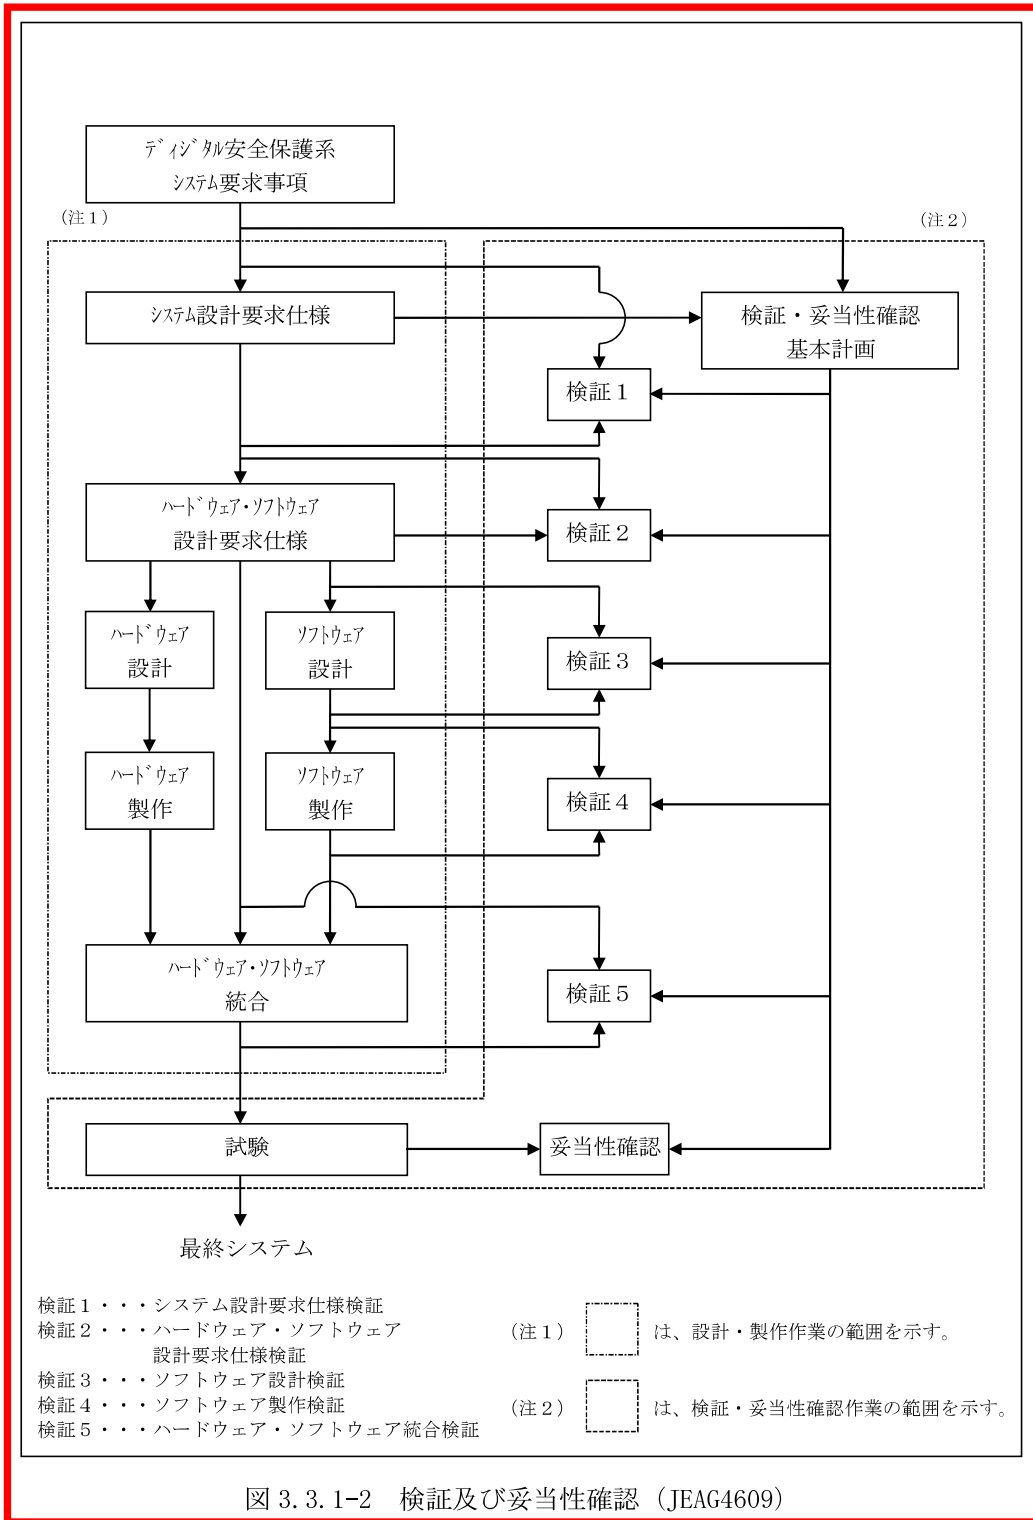 ﾃﾞｨｼﾞﾀﾙ安全保護系
ｼｽﾃﾑ要求事項
（注１）
（注２）
ｼｽﾃﾑ設計要求仕様
検証・妥当性確認
基本計画
検証１
ﾊｰﾄﾞｳｪｱ・ｿﾌﾄｳｪｱ
設計要求仕様
検証２
ﾊｰﾄﾞｳｪｱ
設計
ｿﾌﾄｳｪｱ
設計
検証３
ﾊｰﾄﾞｳｪｱ
製作
ｿﾌﾄｳｪｱ
製作
検証４
ﾊｰﾄﾞｳｪｱ・ｿﾌﾄｳｪｱ
統合
検証５
試験
妥当性確認
最終システム
検証１・・・システム設計要求仕様検証
検証２・・・ハードウェア・ソフトウェア
設計要求仕様検証
検証３・・・ソフトウェア設計検証
検証４・・・ソフトウェア製作検証
検証５・・・ハードウェア・ソフトウェア統合検証
（注１） は、設計・製作作業の範囲を示す。
（注２） は、検証・妥当性確認作業の範囲を示す。
図 3.3.1-2 検証及び妥当性確認（JEAG4609）